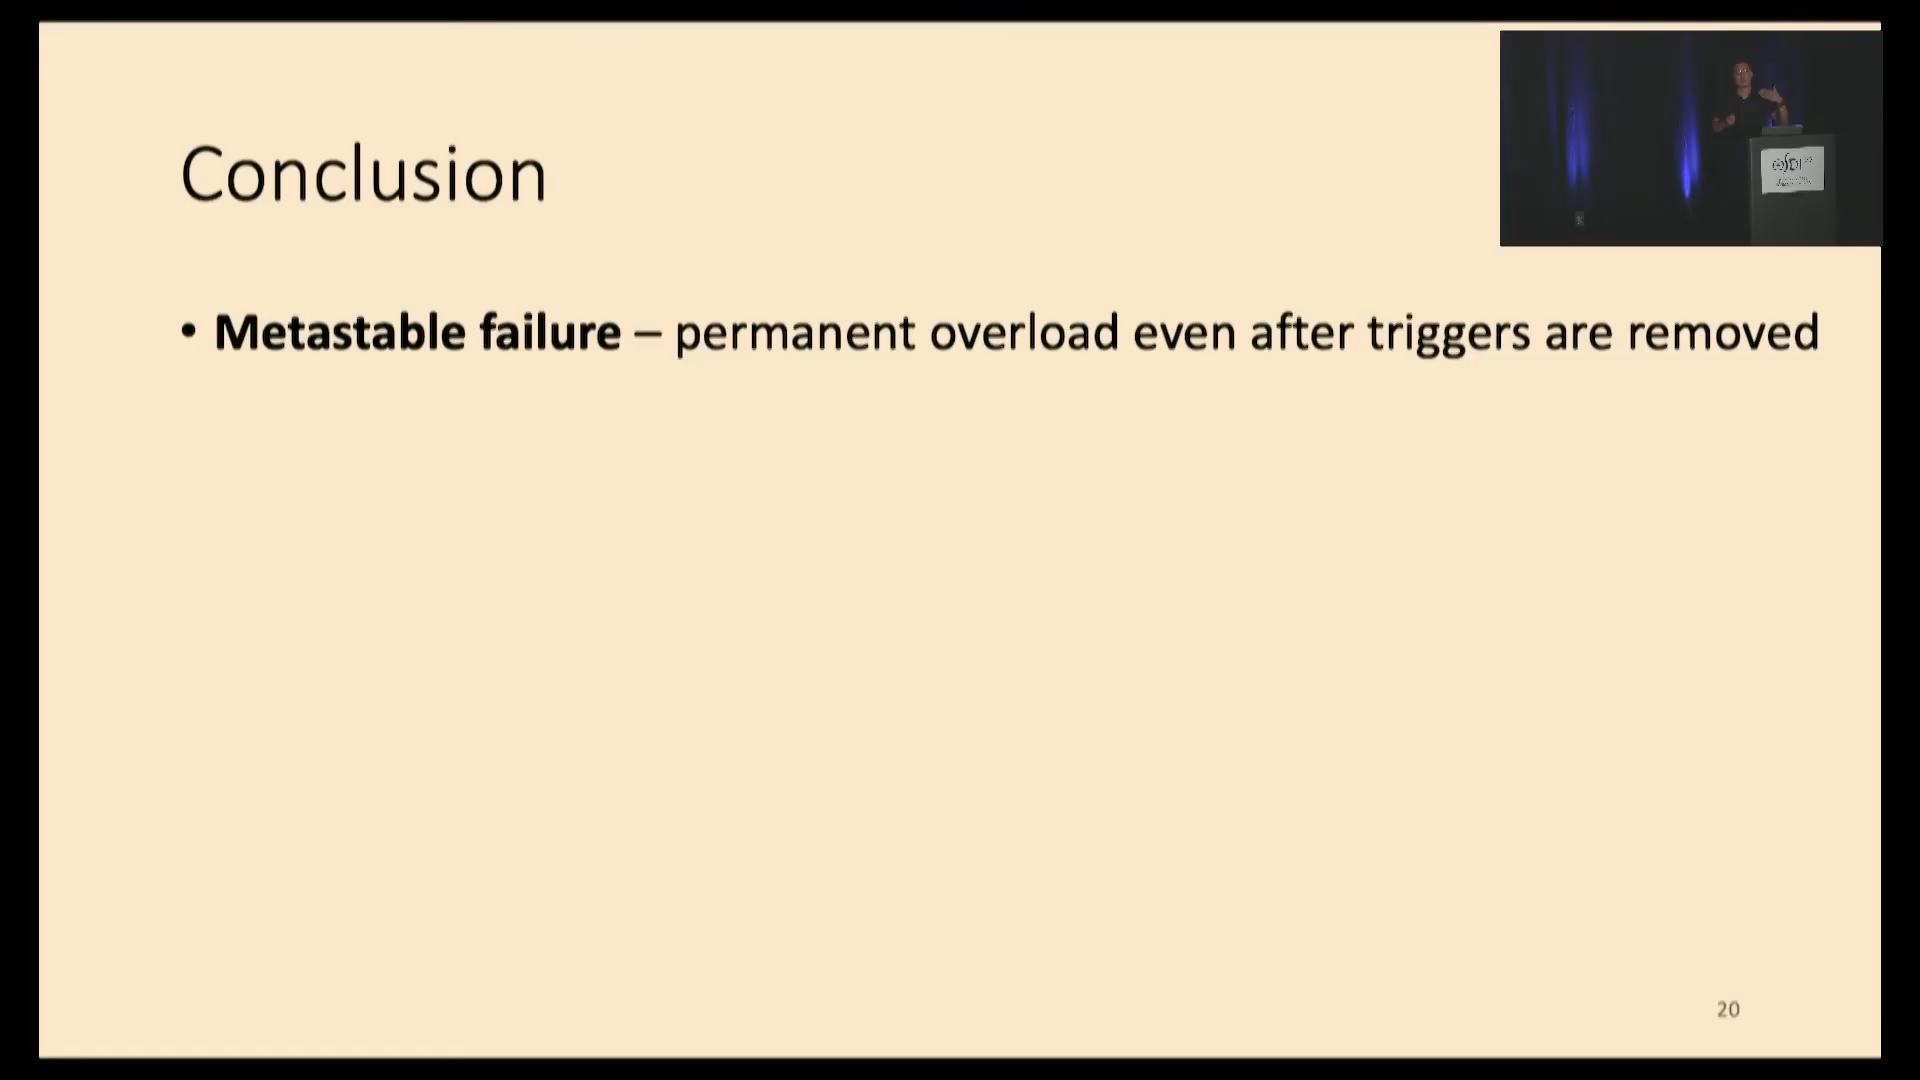 Conclusion
• Metastable failure – permanent overload even after triggers are removed
20